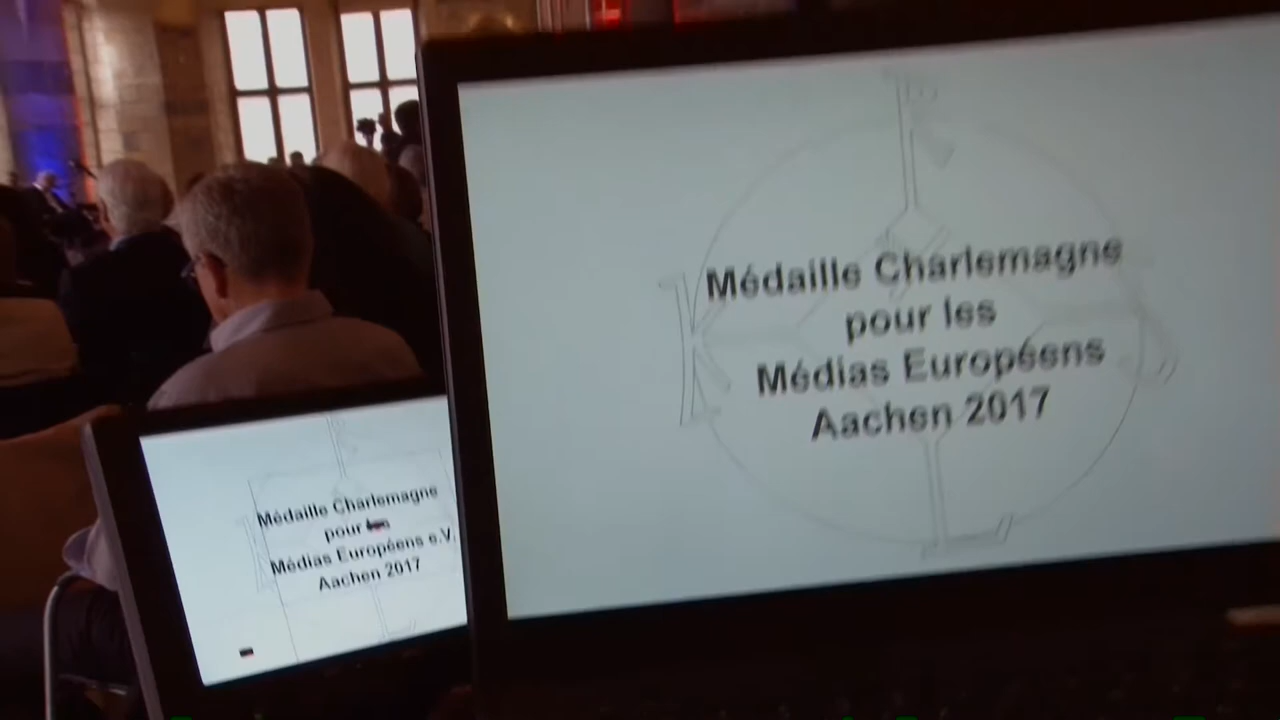 Médaille Charlemagne
pour les
Médias Européens
Aachen 2017
Médaille Charlemagne
pour
Médias Européens e.V.
Aachen 2017